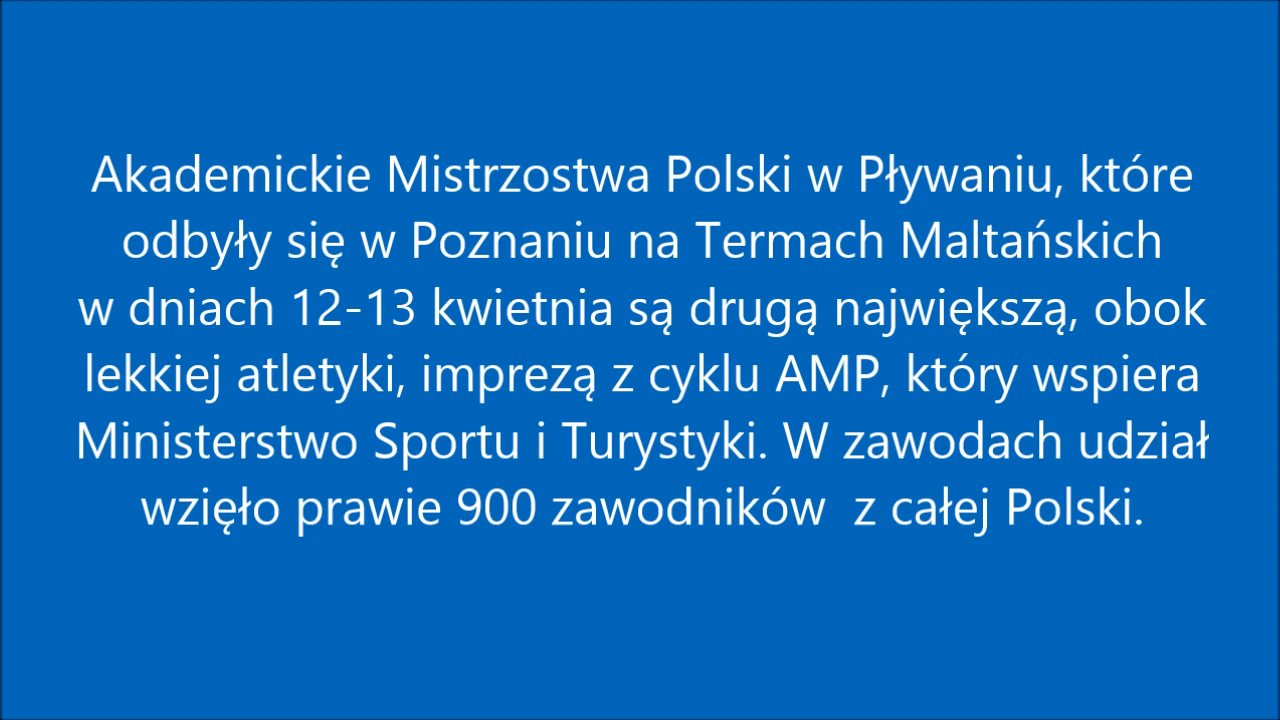 Akademickie Mistrzostwa Polski w Pływaniu, które
odbyły się w Poznaniu na Termach Maltańskich
w dniach 12-13 kwietnia są drugą największą, obok
lekkiej atletyki, imprezą z cyklu AMP, który wspiera
Ministerstwo Sportu i Turystyki. W zawodach udział
wzięło prawie 900 zawodników  z całej Polski.